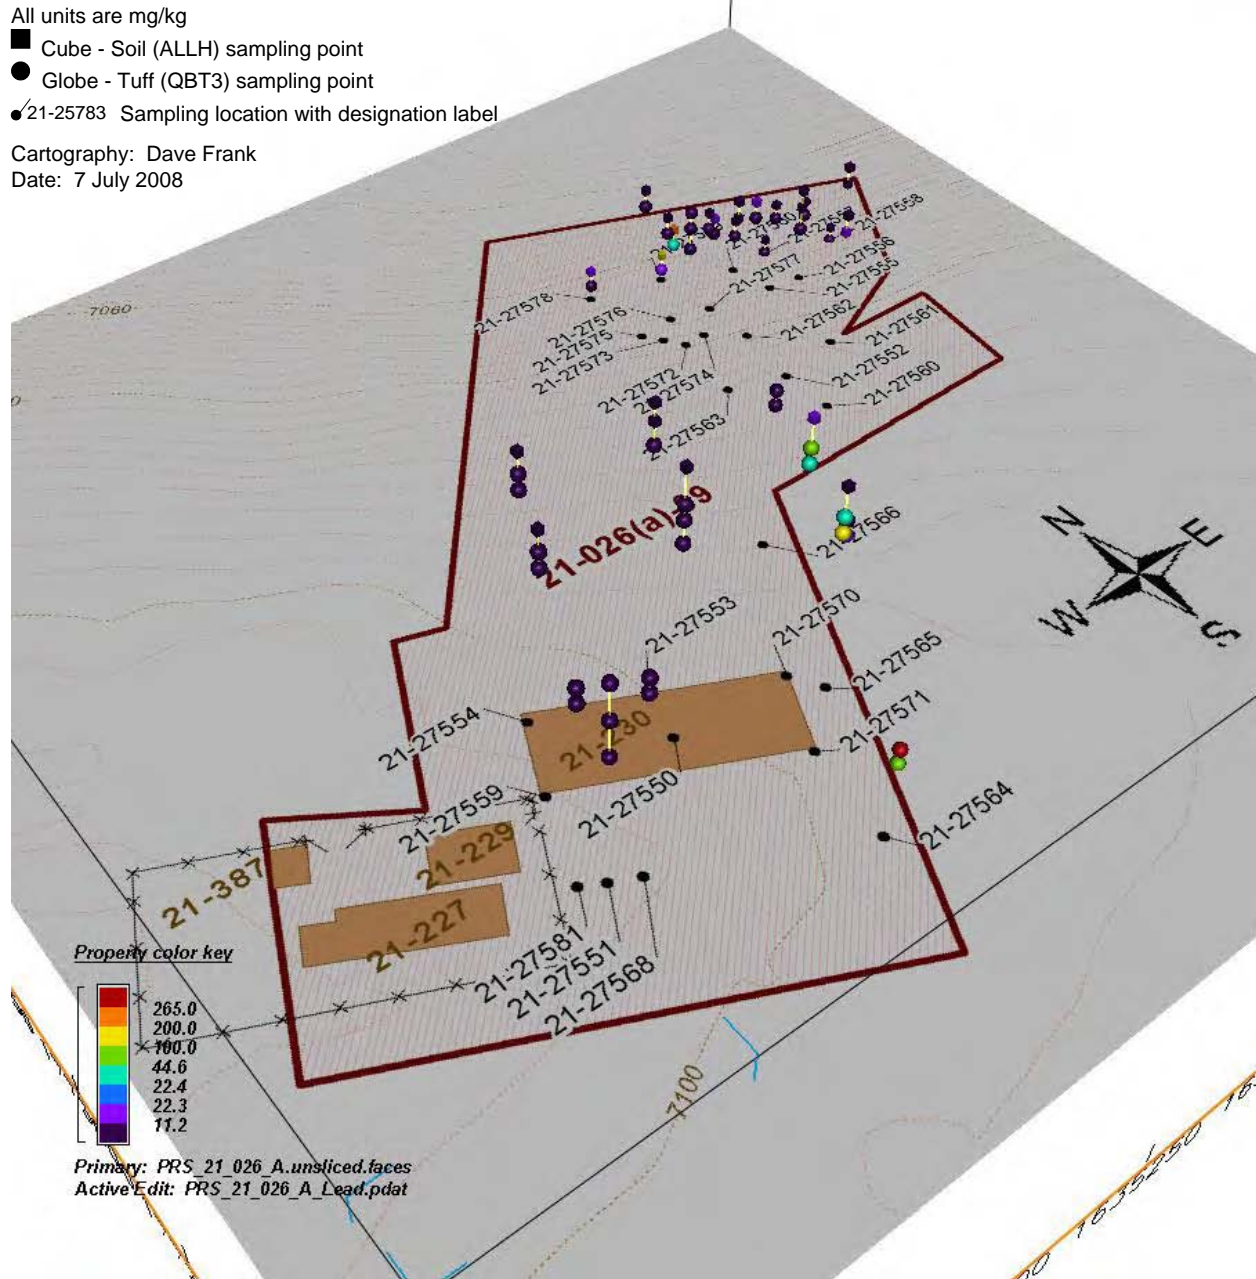 All units are mg/kg
Cube - Soil (ALLH) sampling point
Globe - Tuff (QBT3) sampling point
21-25783 Sampling location with designation label
Cartography: Dave Frank
Date: 7 July 2008
21-27558
21-27556
21-27577
21-27555
7060
21-27578
21-27576
21-27562
21-27561
21-27575
21-27573
21-27552
21-27572
21-27574
21-27560
21-27563
21-026(a)-99
21-27566
N
E
W
S
21-27553
21-27570
21-27565
21-27554
21-230
21-27571
21-27559
21-27550
21-27564
21-229
21-387
21-227
21-27581
21-27551
21-27568
7100
Property color key
265.0
200.0
100.0
44.6
22.4
22.3
11.2
Primary: PRS_21_026_A.unsliced.faces
Active Edit: PRS_21_026_A_Lead.pdat
1635250